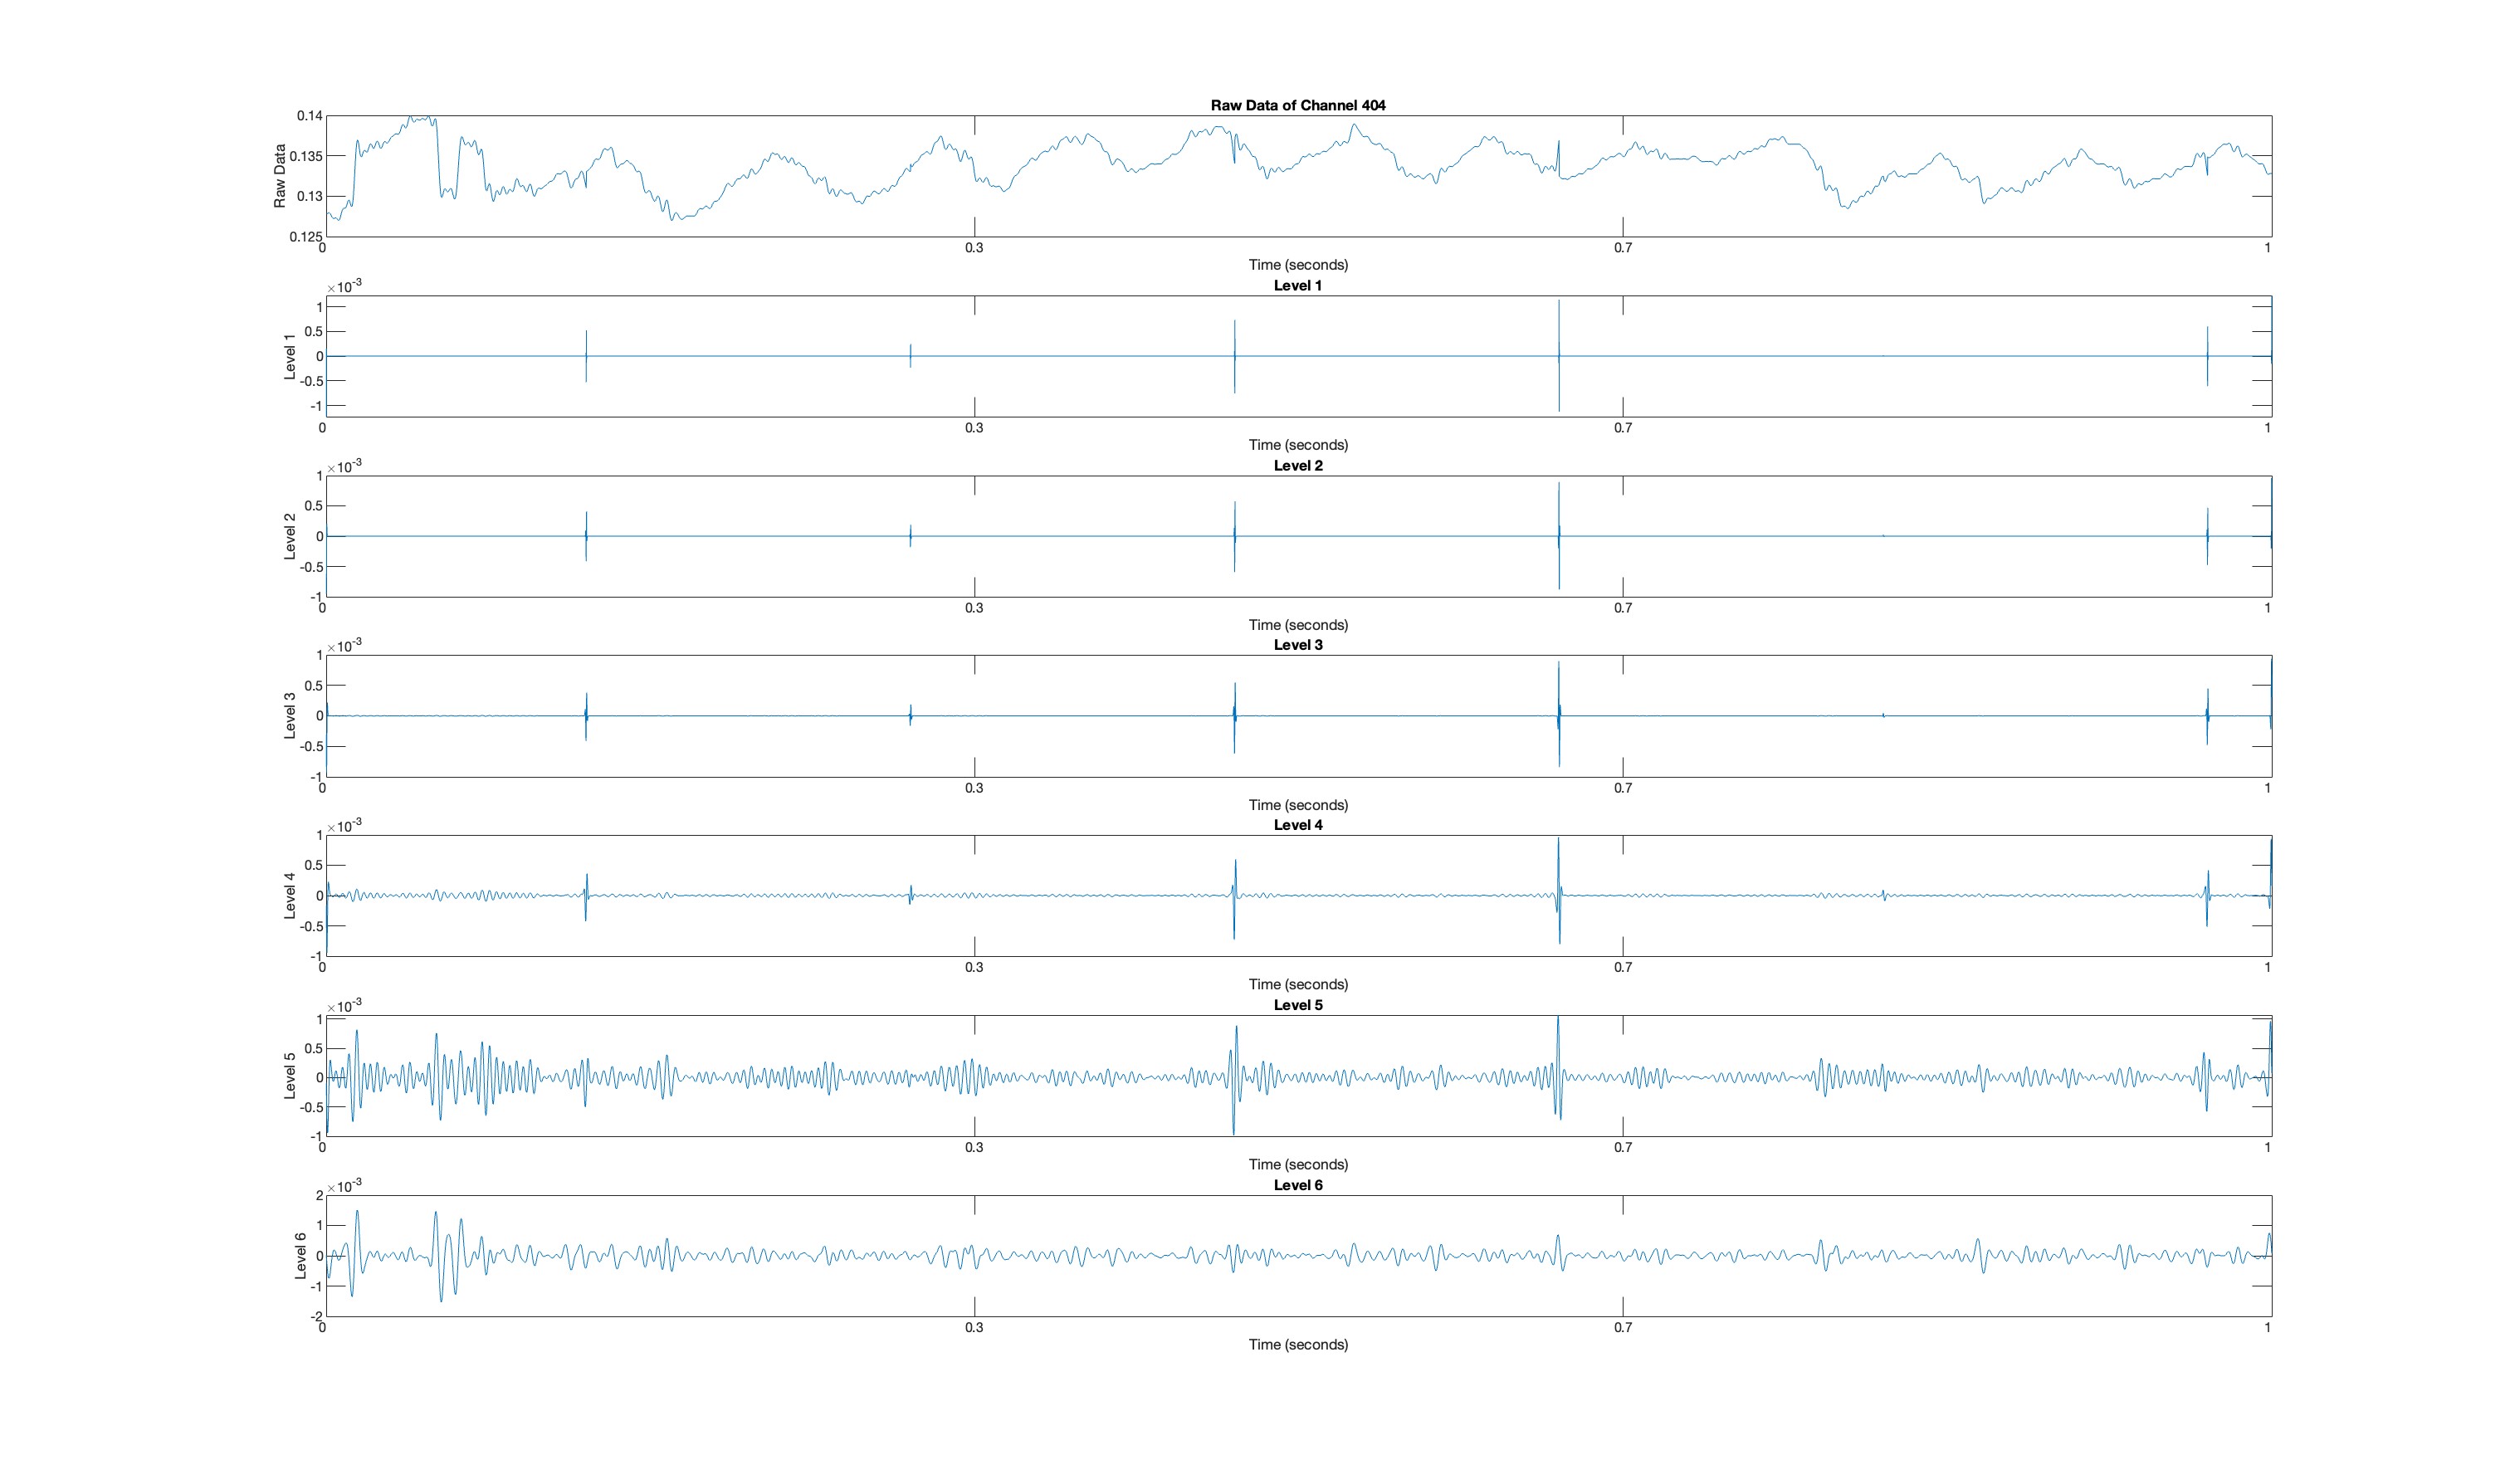 Raw Data of Channel 404
0.14
0.135
0.13
0.125
Raw Data
0 0.3 0.7 1
Time (seconds)
×10-3
Level 1
1
0.5
0
-0.5
-1
Level 1
0 0.3 0.7 1
Time (seconds)
×10-3
Level 2
1
0.5
0
-0.5
-1
Level 2
0 0.3 0.7 1
Time (seconds)
×10-3
Level 3
1
0.5
0
-0.5
-1
Level 3
0 0.3 0.7 1
Time (seconds)
×10-3
Level 4
1
0.5
0
-0.5
-1
Level 4
0 0.3 0.7 1
Time (seconds)
×10-3
Level 5
1
0.5
0
-0.5
-1
Level 5
0 0.3 0.7 1
Time (seconds)
×10-3
Level 6
2
1
0
-1
-2
Level 6
0 0.3 0.7 1
Time (seconds)